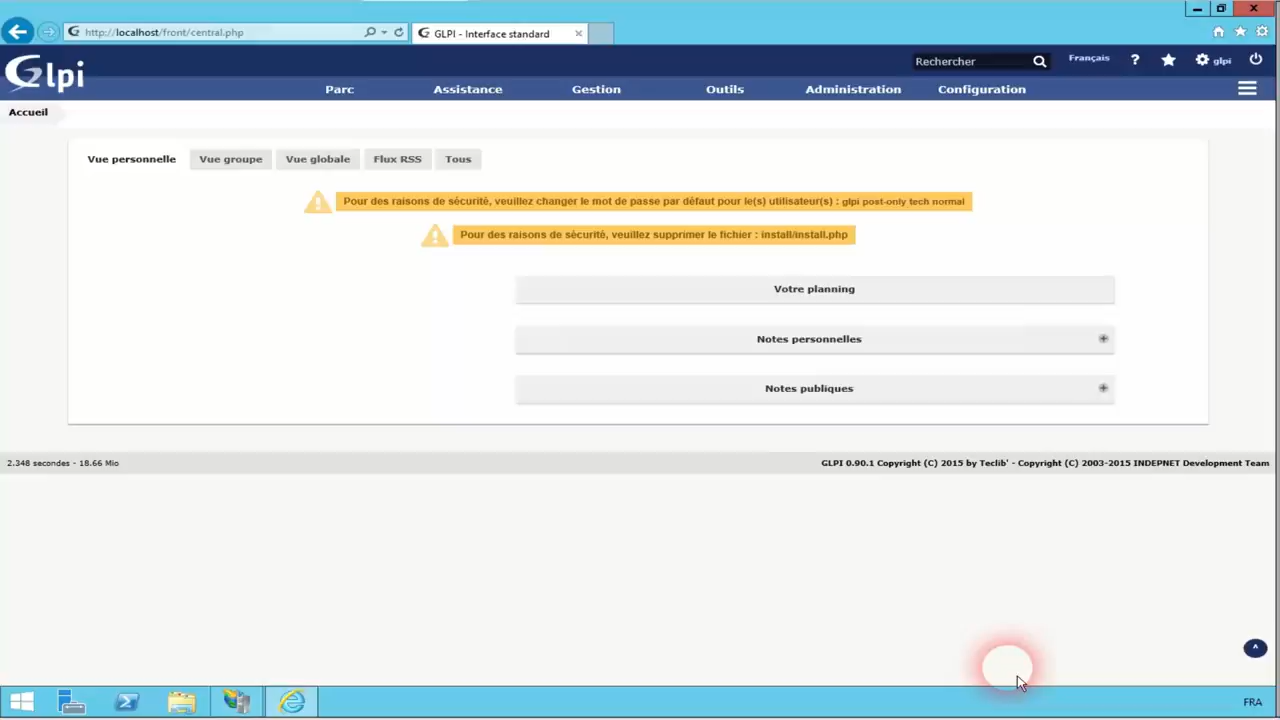 http://localhost/front/central.php
GLPI - Interface standard
Glpi
Rechercher
Français
?
glpi
Parc
Assistance
Gestion
Outils
Administration
Configuration
Accueil
Vue personnelle
Vue groupe
Vue globale
Flux RSS
Tous
Pour des raisons de sécurité, veuillez changer le mot de passe par défaut pour le(s) utilisateur(s) : glpi post-only tech normal
Pour des raisons de sécurité, veuillez supprimer le fichier : install/install.php
Votre planning
Notes personnelles
Notes publiques
2.348 secondes - 18.66 Mio
GLPI 0.90.1 Copyright (C) 2015 by Teclib' - Copyright (C) 2003-2015 INDEPNET Development Team
FRA